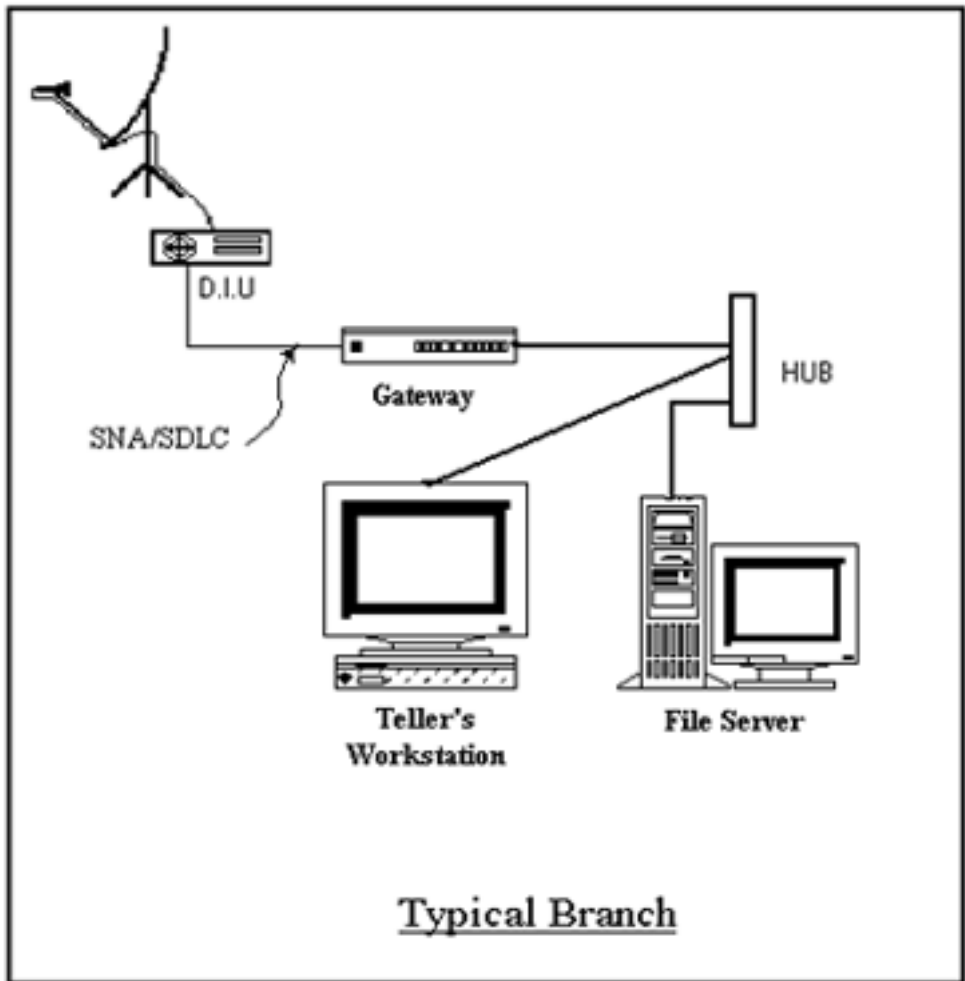 D.I.U
Gateway
HUB
SNA/SDLC
Teller's
Workstation
File Server
Typical Branch